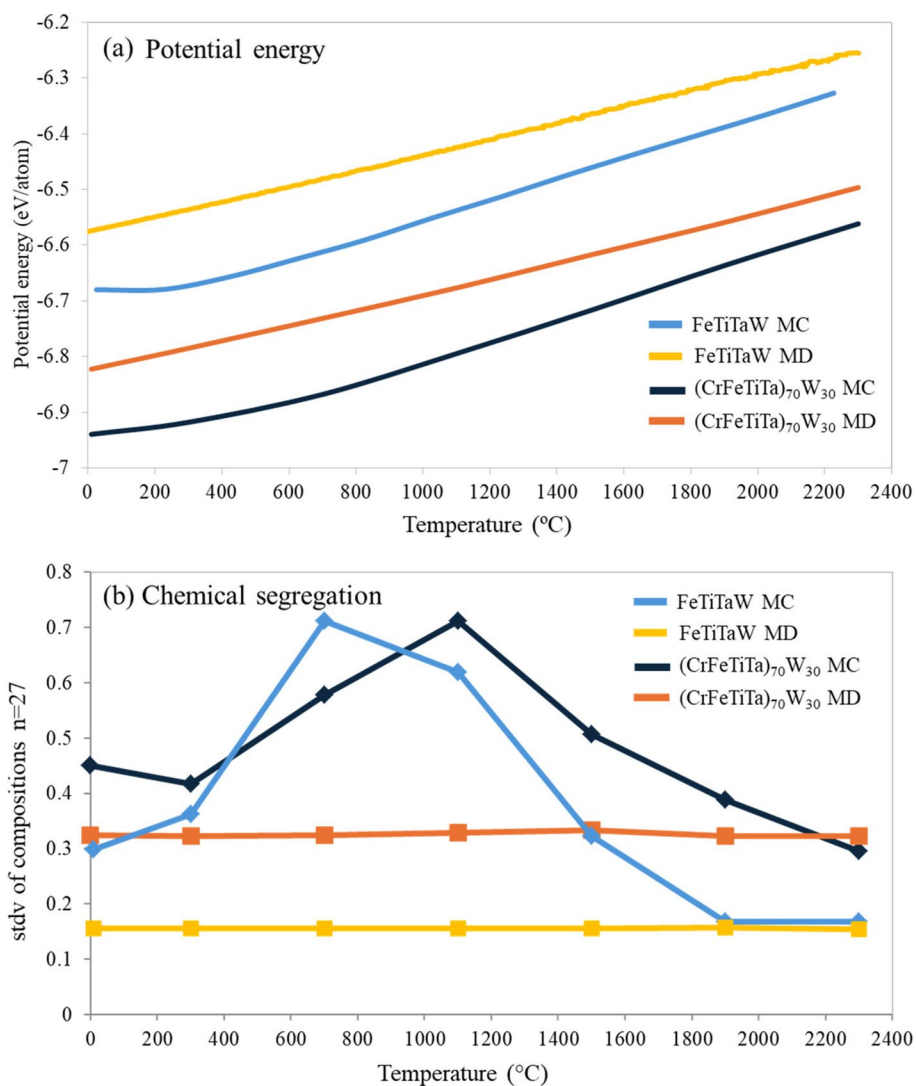 (a) Potential energy
Potential energy (eV/atom)
-6.2
-6.3
-6.4
-6.5
-6.6
-6.7
-6.8
-6.9
-7
FeTiTaW MC
FeTiTaW MD
(CrFeTiTa)₇₀W₃₀ MC
(CrFeTiTa)₇₀W₃₀ MD
0 200 400 600 800 1000 1200 1400 1600 1800 2000 2200 2400
Temperature (ºC)
(b) Chemical segregation
stdv of compositions n=27
0.8
0.7
0.6
0.5
0.4
0.3
0.2
0.1
0
FeTiTaW MC
FeTiTaW MD
(CrFeTiTa)₇₀W₃₀ MC
(CrFeTiTa)₇₀W₃₀ MD
0 200 400 600 800 1000 1200 1400 1600 1800 2000 2200 2400
Temperature (°C)